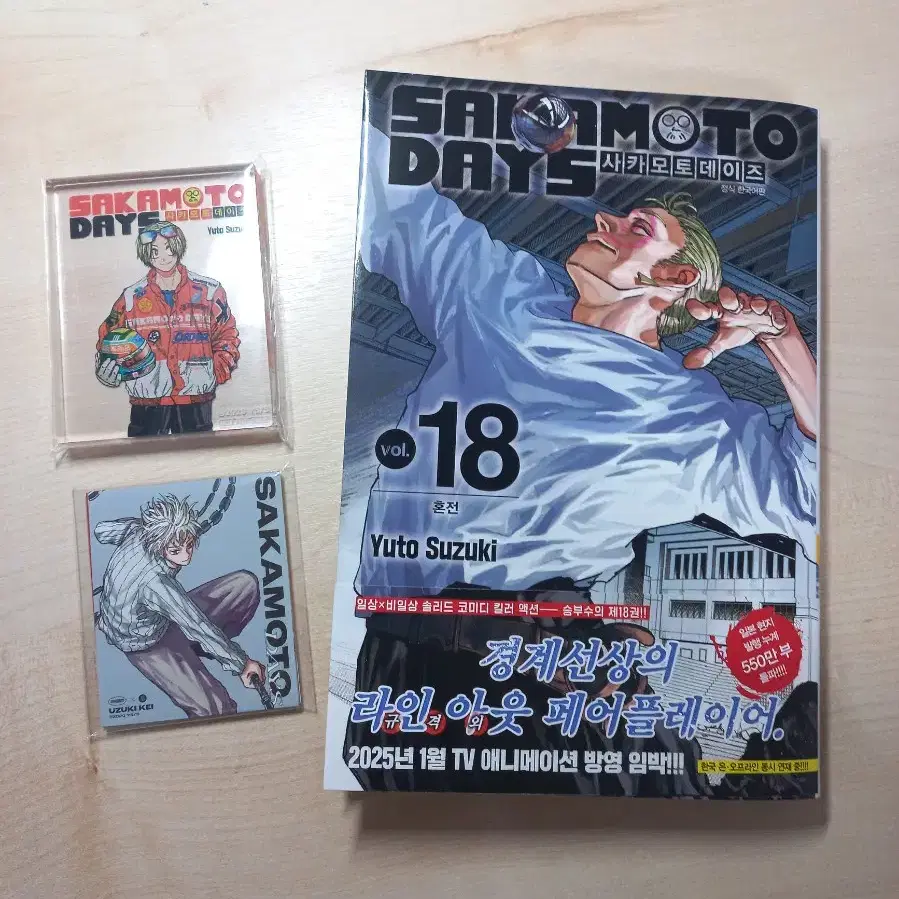 SAKAMOTO
DAYS 사카모토데이즈
정식 한국어판
vol. 18
혼전
Yuto Suzuki
일상×비일상 솔리드 코미디 킬러 액션── 승부수의 제18권!!
일본 현지
발행 누계
550만 부
돌파!!!!
경계선상의
라인 아웃 페어플레이어.
규격외
2025년 1월 TV 애니메이션 방영 임박!!!
한국 온·오프라인 동시 연재 중!!!!
SAKAMOTO
DAYS 사카모토데이즈
Yuto Suzuki
SAKAMOTO DAYS
SAKAMOTO
UZUKI KEI